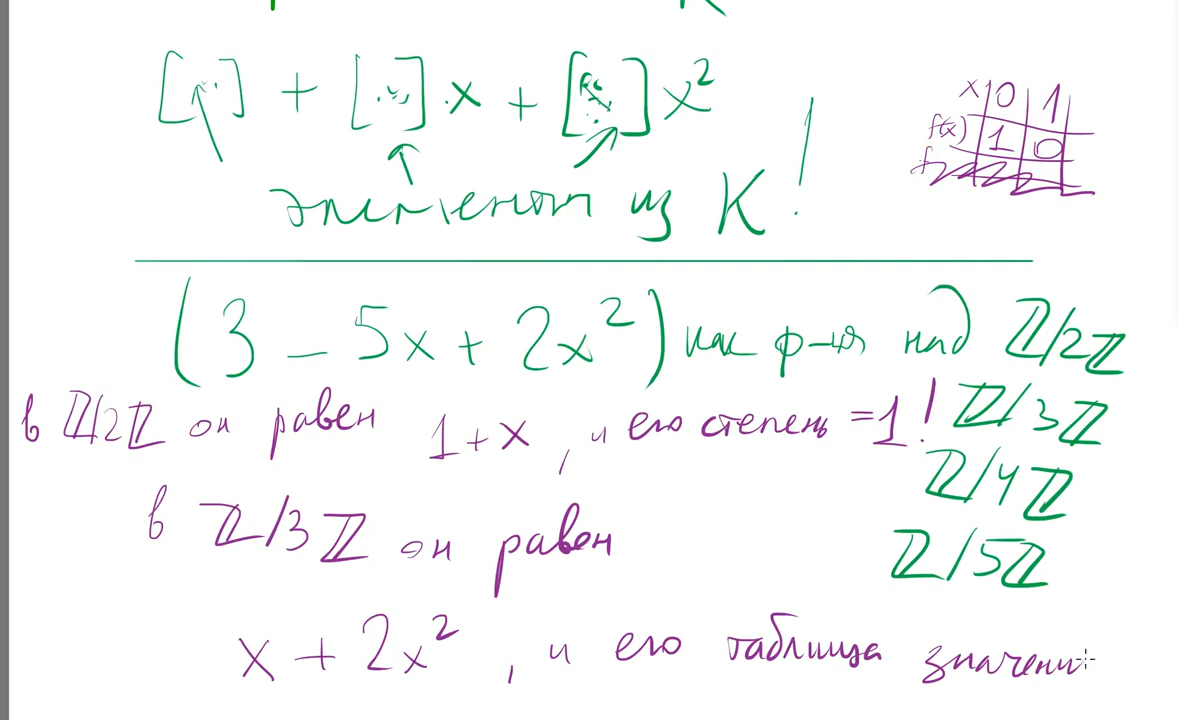 [...] + [...] x + [...] x²
элементы из K!
x 0 1
f(x) 1 0
(3 - 5x + 2x²) как ф-ия над ℤ/2ℤ
в ℤ/2ℤ он равен 1 + x, и его степень = 1!
ℤ/3ℤ
ℤ/4ℤ
в ℤ/3ℤ он равен
ℤ/5ℤ
x + 2x², и его таблица значени